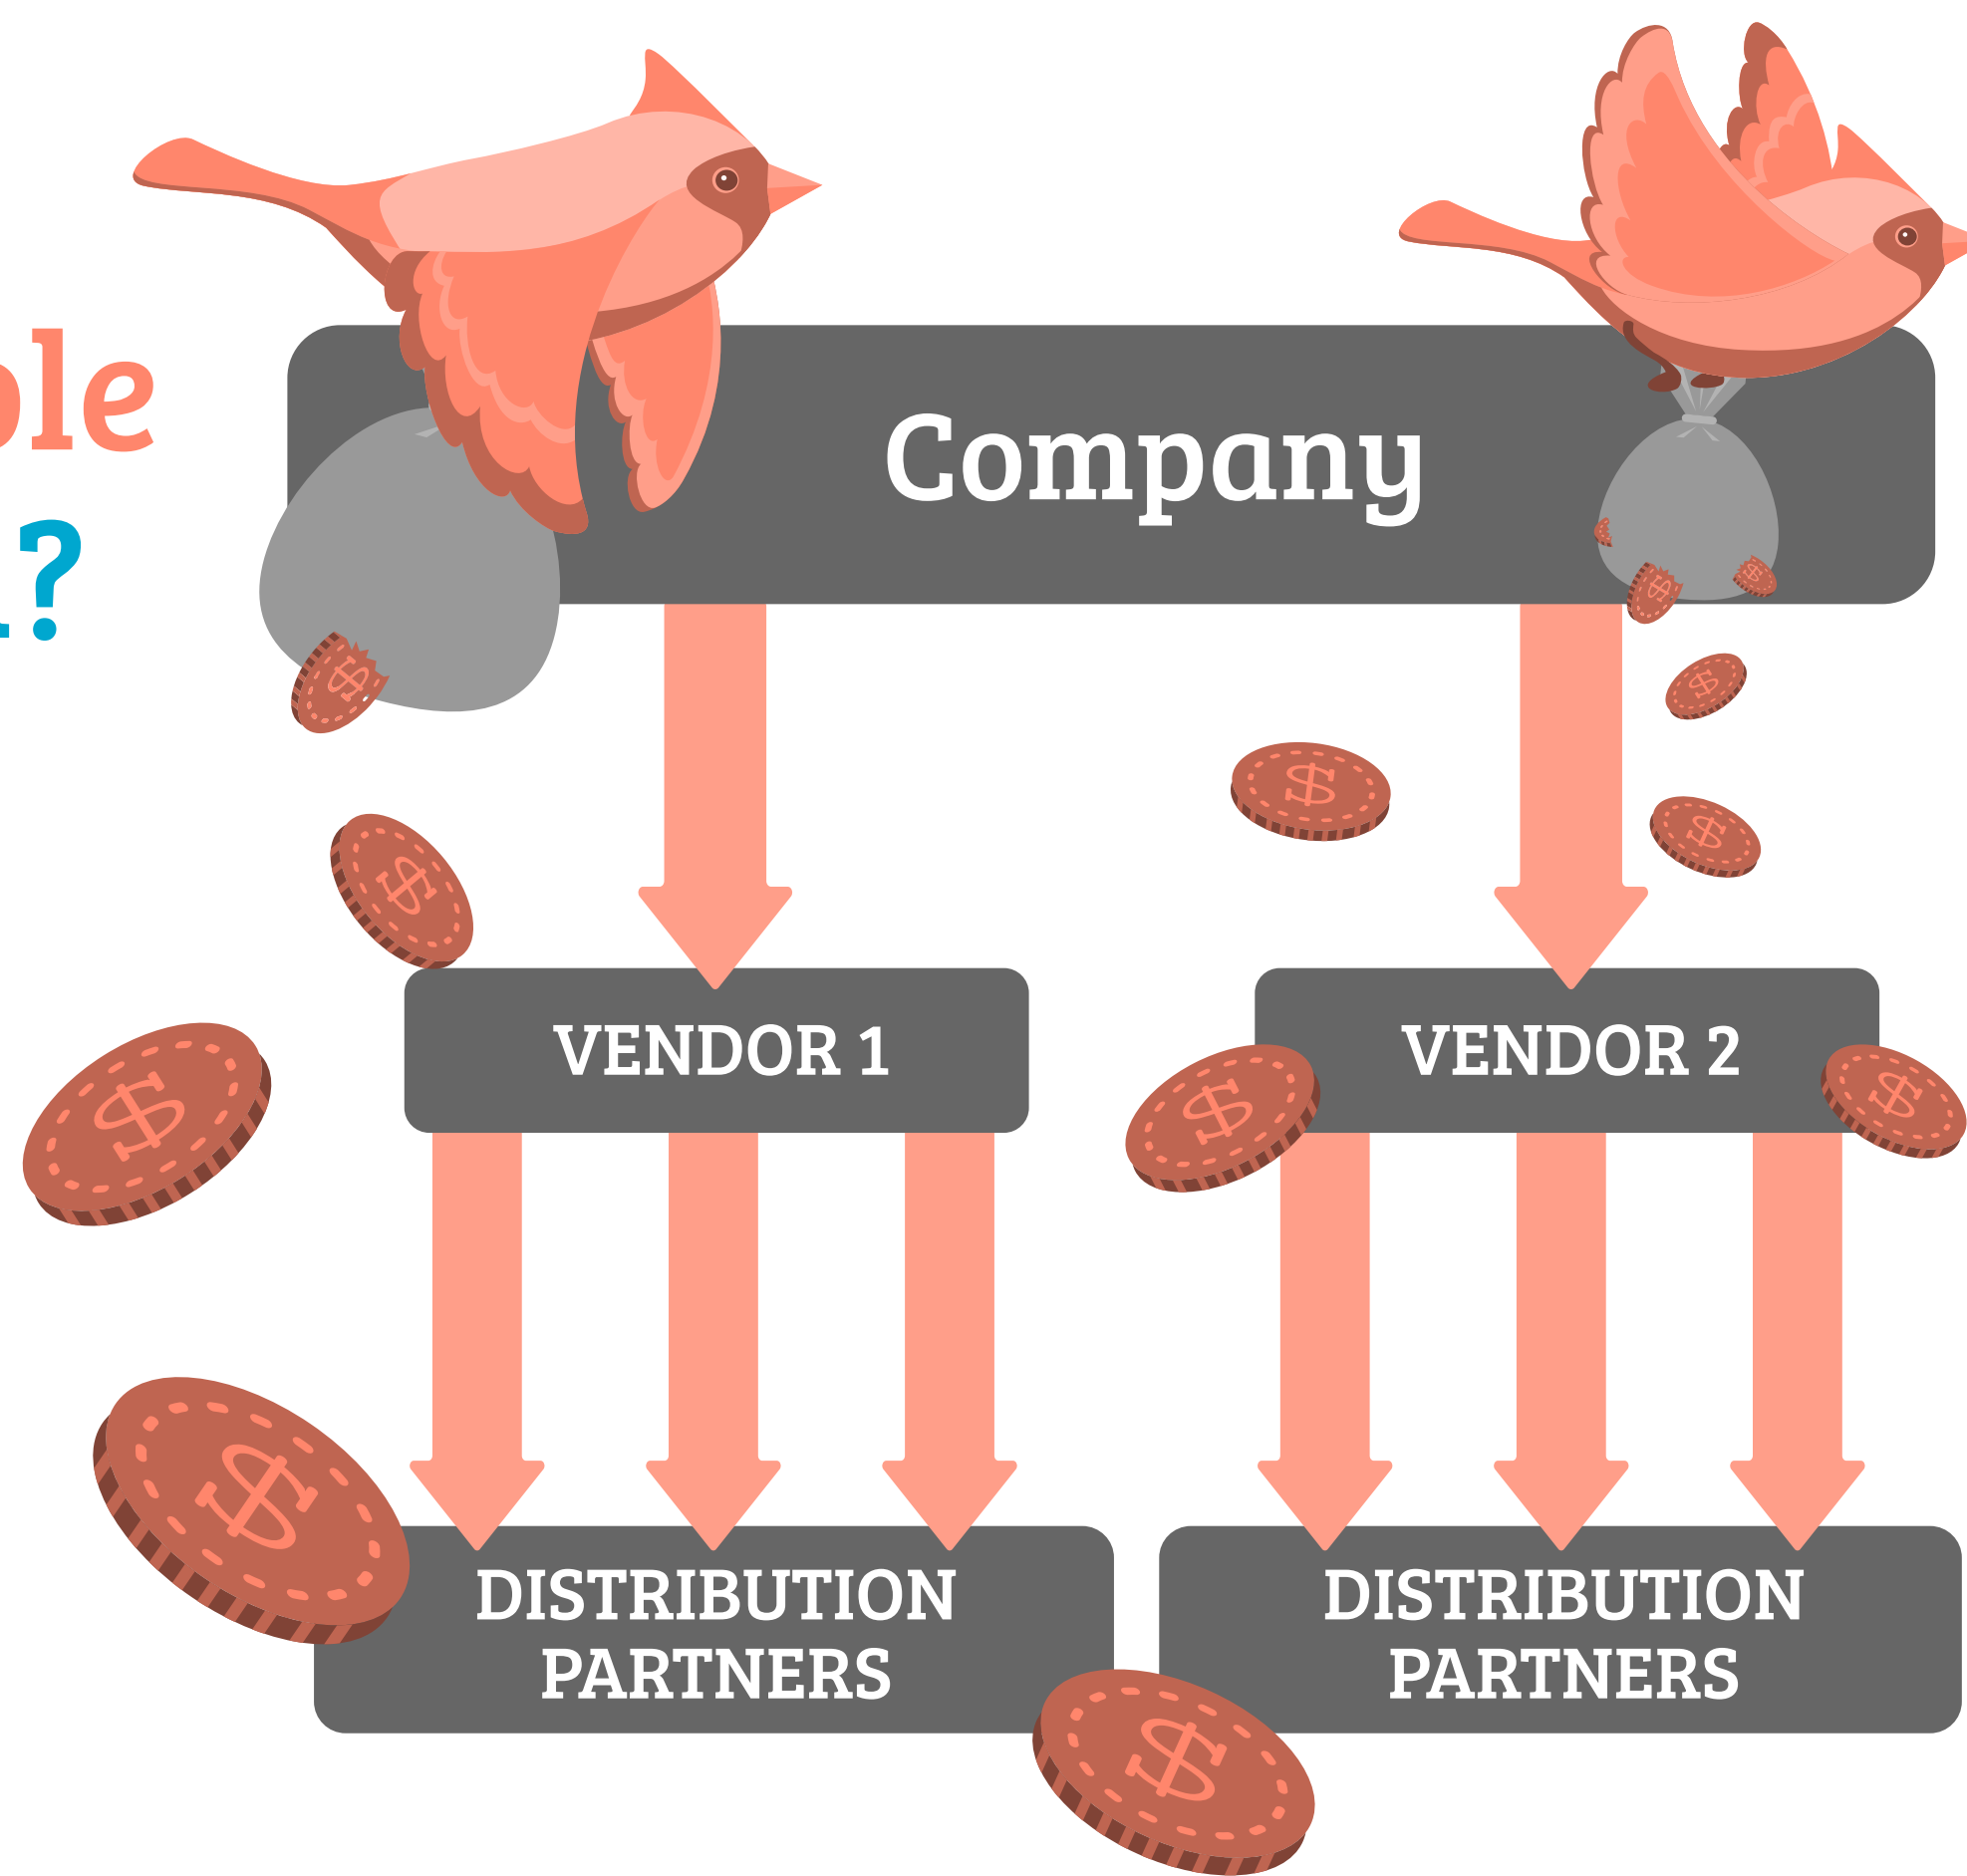 Company
VENDOR 1
VENDOR 2
DISTRIBUTION
PARTNERS
DISTRIBUTION
PARTNERS